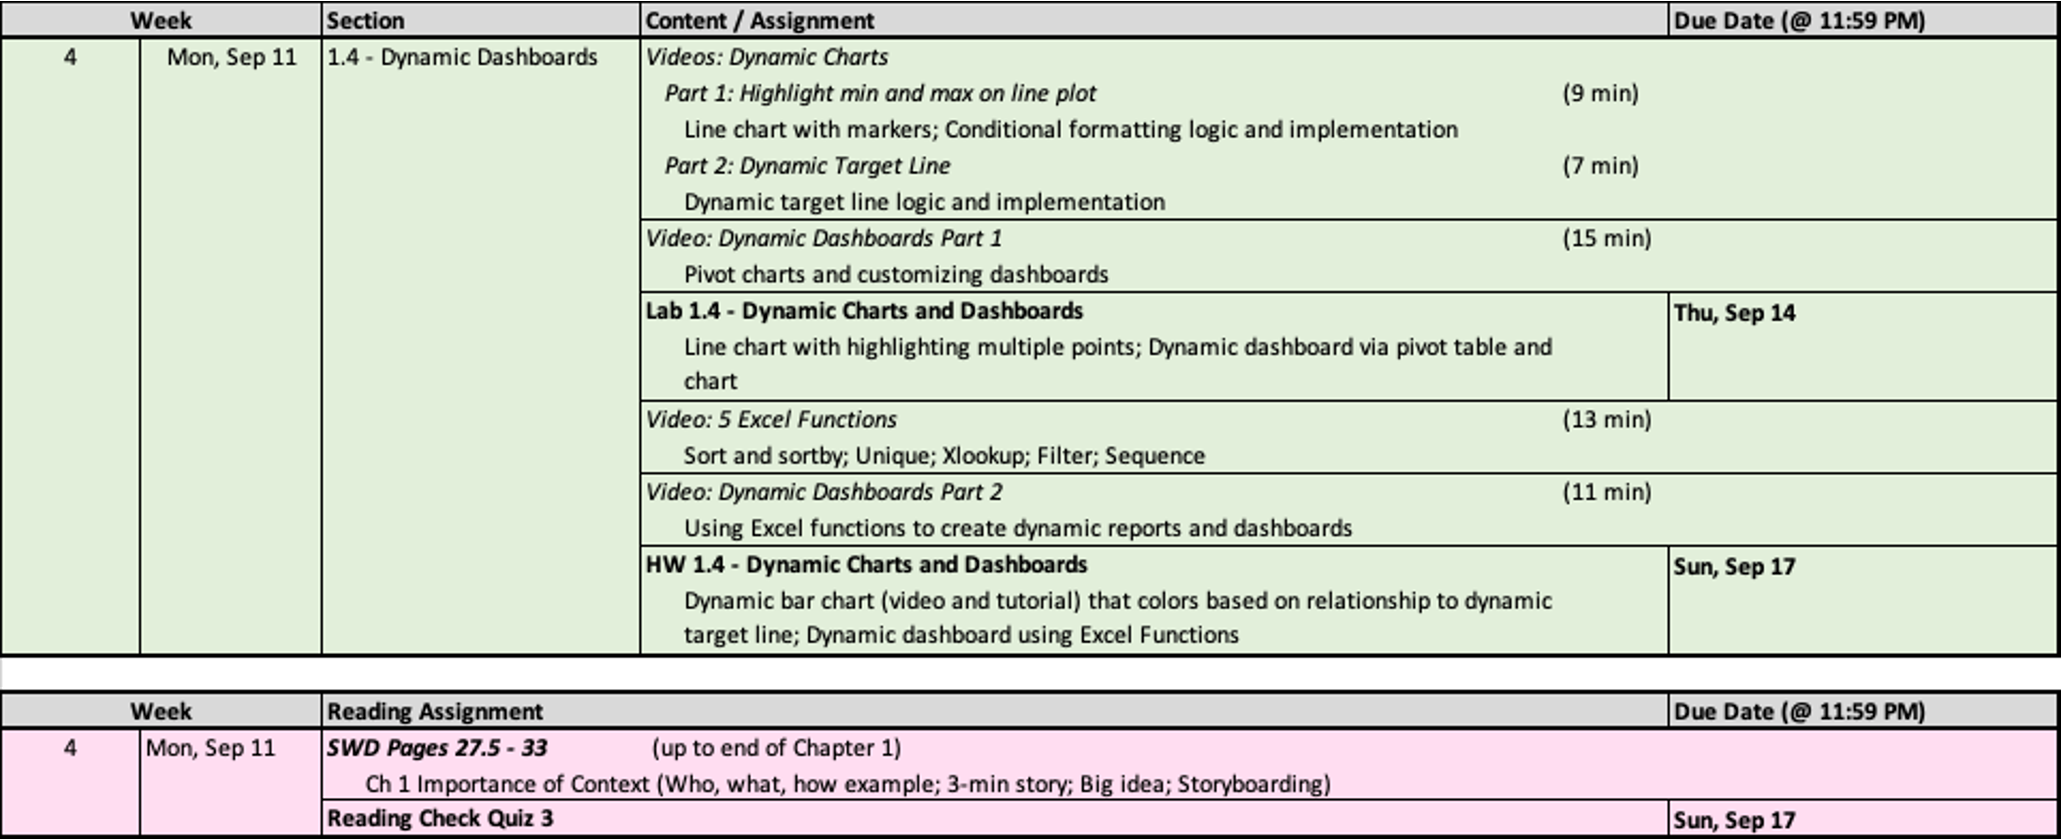 Week Section Content / Assignment Due Date (@ 11:59 PM)
4 Mon, Sep 11 1.4 - Dynamic Dashboards Videos: Dynamic Charts
Part 1: Highlight min and max on line plot (9 min)
Line chart with markers; Conditional formatting logic and implementation
Part 2: Dynamic Target Line (7 min)
Dynamic target line logic and implementation
Video: Dynamic Dashboards Part 1 (15 min)
Pivot charts and customizing dashboards
Lab 1.4 - Dynamic Charts and Dashboards Thu, Sep 14
Line chart with highlighting multiple points; Dynamic dashboard via pivot table and
chart
Video: 5 Excel Functions (13 min)
Sort and sortby; Unique; Xlookup; Filter; Sequence
Video: Dynamic Dashboards Part 2 (11 min)
Using Excel functions to create dynamic reports and dashboards
HW 1.4 - Dynamic Charts and Dashboards Sun, Sep 17
Dynamic bar chart (video and tutorial) that colors based on relationship to dynamic
target line; Dynamic dashboard using Excel Functions
Week Reading Assignment Due Date (@ 11:59 PM)
4 Mon, Sep 11 SWD Pages 27.5 - 33 (up to end of Chapter 1)
Ch 1 Importance of Context (Who, what, how example; 3-min story; Big idea; Storyboarding)
Reading Check Quiz 3 Sun, Sep 17